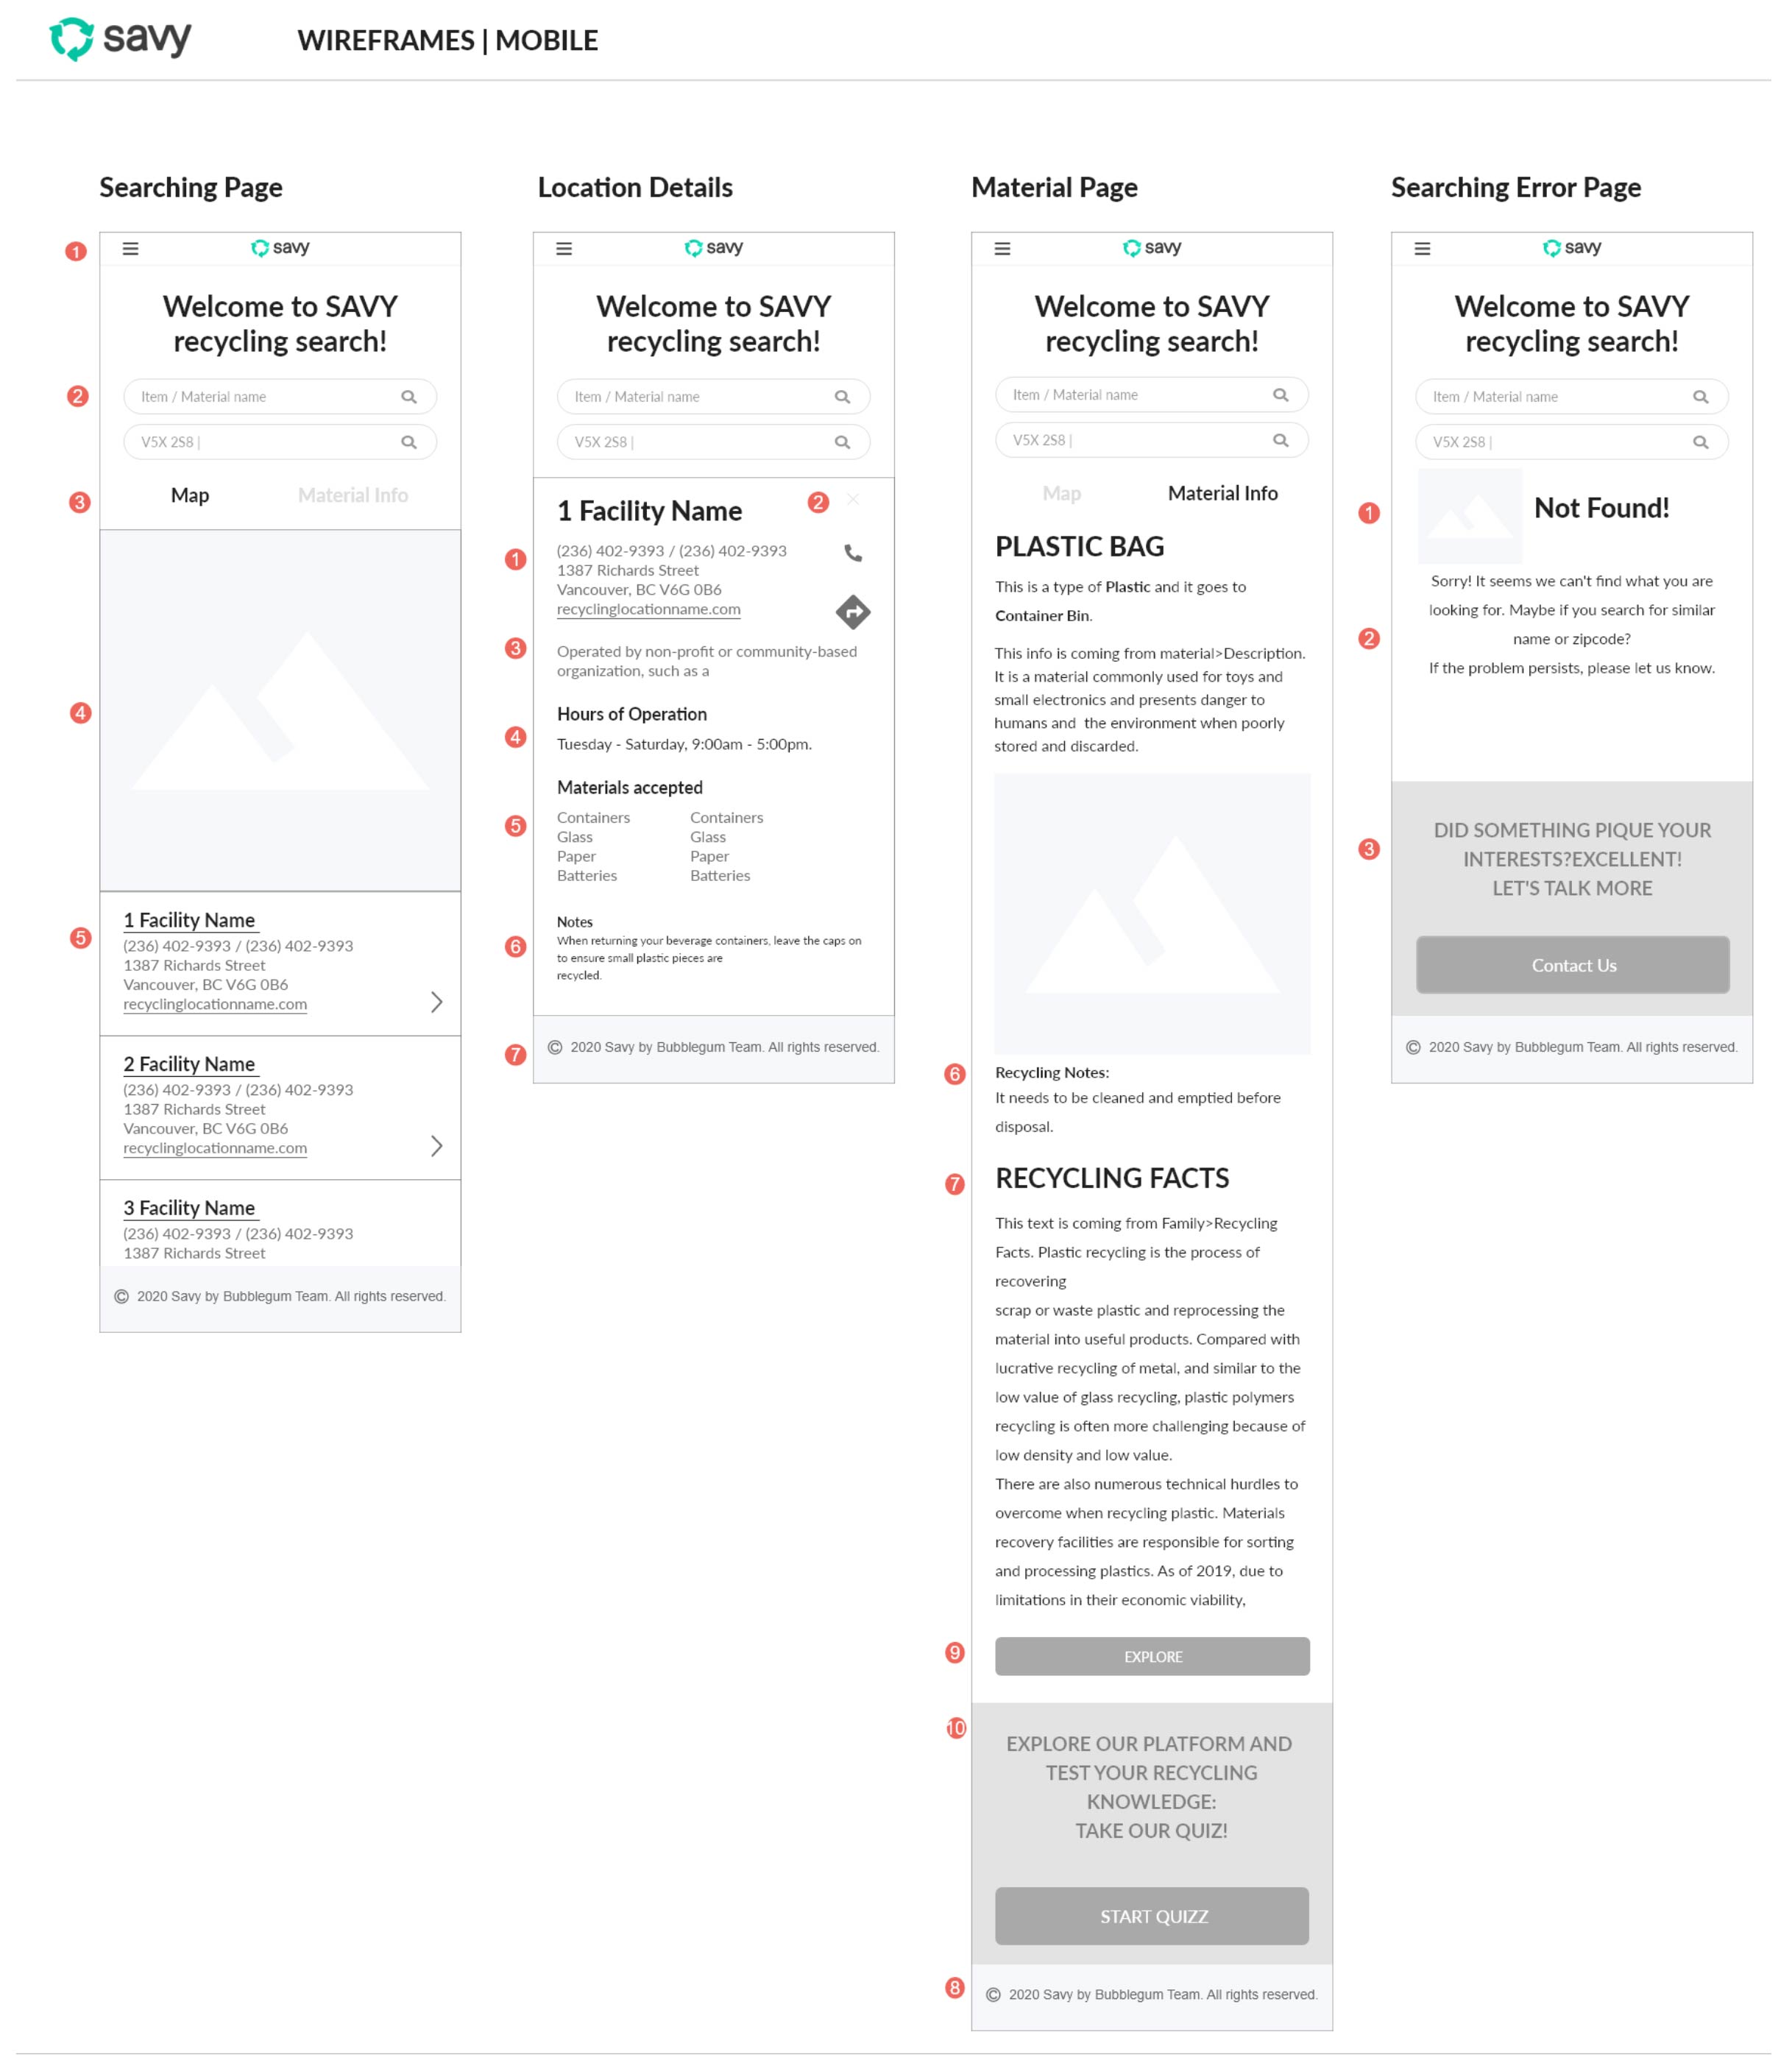 savy
WIREFRAMES | MOBILE
Searching Page
1
savy
Welcome to SAVY
recycling search!
2
Item / Material name
V5X 2S8 |
3
Map
Material Info
4
5
1 Facility Name
(236) 402-9393 / (236) 402-9393
1387 Richards Street
Vancouver, BC V6G 0B6
recyclinglocationname.com
2 Facility Name
(236) 402-9393 / (236) 402-9393
1387 Richards Street
Vancouver, BC V6G 0B6
recyclinglocationname.com
3 Facility Name
(236) 402-9393 / (236) 402-9393
1387 Richards Street
© 2020 Savy by Bubblegum Team. All rights reserved.
Location Details
savy
Welcome to SAVY
recycling search!
Item / Material name
V5X 2S8 |
1 Facility Name
2
1
(236) 402-9393 / (236) 402-9393
1387 Richards Street
Vancouver, BC V6G 0B6
recyclinglocationname.com
3
Operated by non-profit or community-based
organization, such as a
Hours of Operation
4
Tuesday - Saturday, 9:00am - 5:00pm.
Materials accepted
5
Containers Containers
Glass Glass
Paper Paper
Batteries Batteries
Notes
6
When returning your beverage containers, leave the caps on
to ensure small plastic pieces are
recycled.
7
© 2020 Savy by Bubblegum Team. All rights reserved.
Material Page
savy
Welcome to SAVY
recycling search!
Item / Material name
V5X 2S8 |
Map
Material Info
PLASTIC BAG
This is a type of Plastic and it goes to
Container Bin.
This info is coming from material>Description.
It is a material commonly used for toys and
small electronics and presents danger to
humans and the environment when poorly
stored and discarded.
6
Recycling Notes:
It needs to be cleaned and emptied before
disposal.
7
RECYCLING FACTS
This text is coming from Family>Recycling
Facts. Plastic recycling is the process of
recovering
scrap or waste plastic and reprocessing the
material into useful products. Compared with
lucrative recycling of metal, and similar to the
low value of glass recycling, plastic polymers
recycling is often more challenging because of
low density and low value.
There are also numerous technical hurdles to
overcome when recycling plastic. Materials
recovery facilities are responsible for sorting
and processing plastics. As of 2019, due to
limitations in their economic viability,
9
EXPLORE
10
EXPLORE OUR PLATFORM AND
TEST YOUR RECYCLING
KNOWLEDGE:
TAKE OUR QUIZ!
START QUIZZ
8
© 2020 Savy by Bubblegum Team. All rights reserved.
Searching Error Page
savy
Welcome to SAVY
recycling search!
Item / Material name
V5X 2S8 |
1
Not Found!
Sorry! It seems we can't find what you are
looking for. Maybe if you search for similar
2
name or zipcode?
If the problem persists, please let us know.
3
DID SOMETHING PIQUE YOUR
INTERESTS?EXCELLENT!
LET'S TALK MORE
Contact Us
© 2020 Savy by Bubblegum Team. All rights reserved.